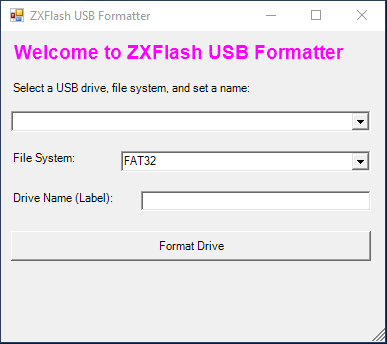 ZXFlash USB Formatter
Welcome to ZXFlash USB Formatter
Select a USB drive, file system, and set a name:
File System:
FAT32
Drive Name (Label):
Format Drive